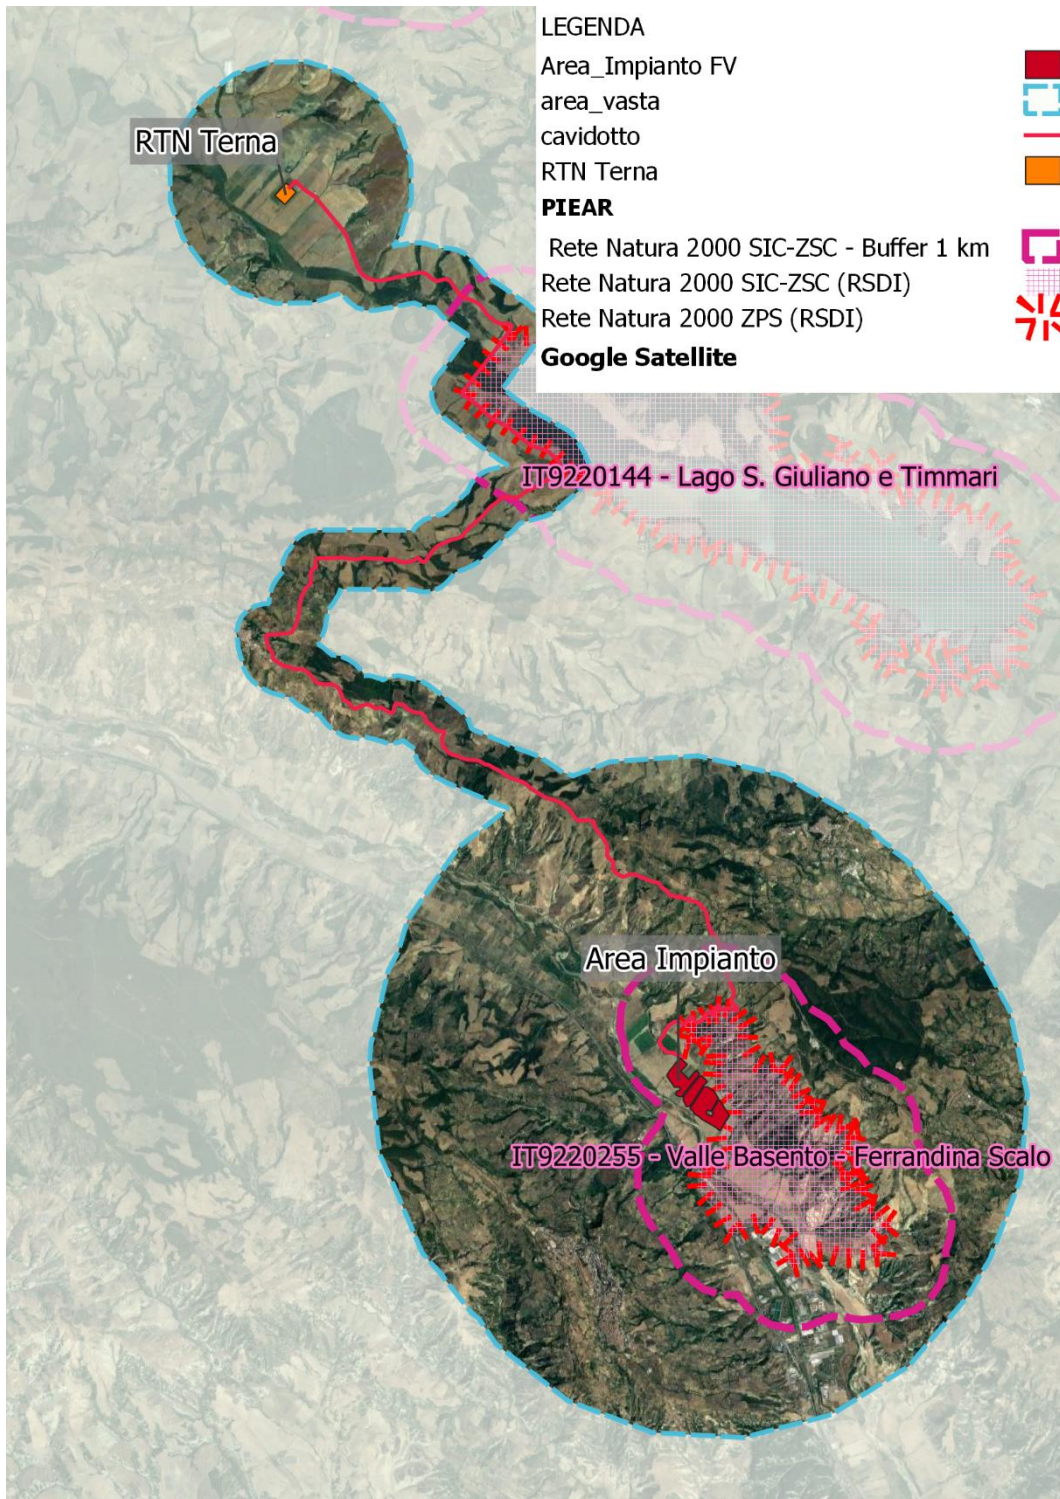 LEGENDA
Area_Impianto FV
area_vasta
cavidotto
RTN Terna
PIEAR
Rete Natura 2000 SIC-ZSC - Buffer 1 km
Rete Natura 2000 SIC-ZSC (RSDI)
Rete Natura 2000 ZPS (RSDI)
Google Satellite
RTN Terna
IT9220144 - Lago S. Giuliano e Timmari
Area Impianto
IT9220255 - Valle Basento - Ferrandina Scalo